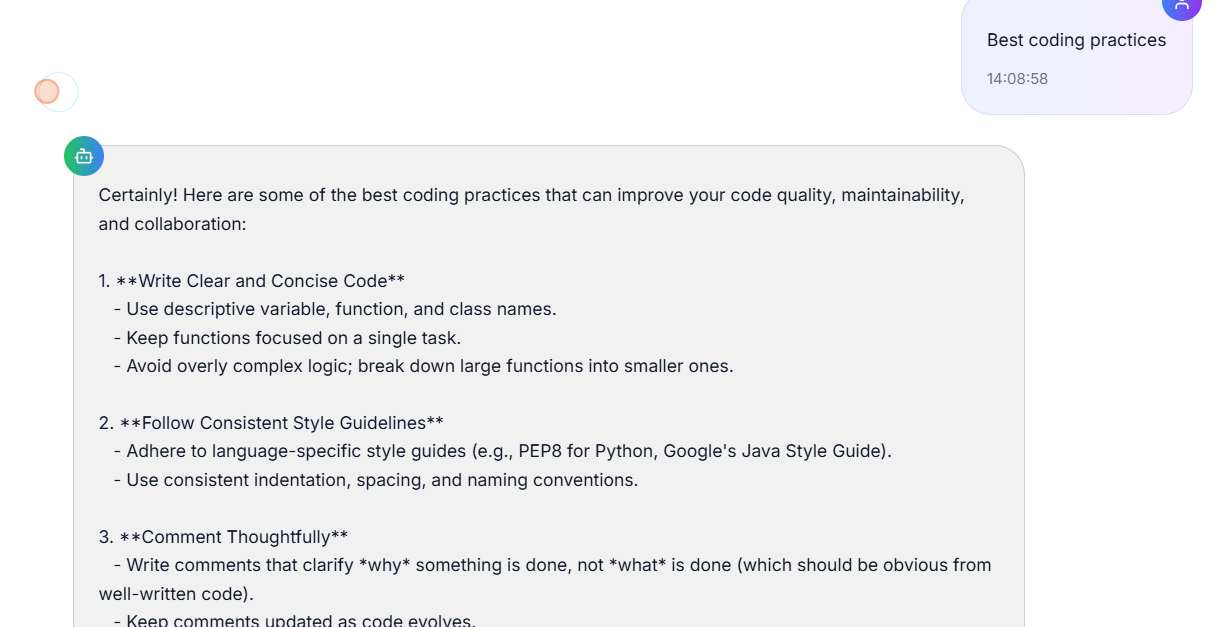 Best coding practices
14:08:58
Certainly! Here are some of the best coding practices that can improve your code quality, maintainability,
and collaboration:
1. **Write Clear and Concise Code**
- Use descriptive variable, function, and class names.
- Keep functions focused on a single task.
- Avoid overly complex logic; break down large functions into smaller ones.
2. **Follow Consistent Style Guidelines**
- Adhere to language-specific style guides (e.g., PEP8 for Python, Google's Java Style Guide).
- Use consistent indentation, spacing, and naming conventions.
3. **Comment Thoughtfully**
- Write comments that clarify *why* something is done, not *what* is done (which should be obvious from
well-written code).
- Keep comments updated as code evolves.